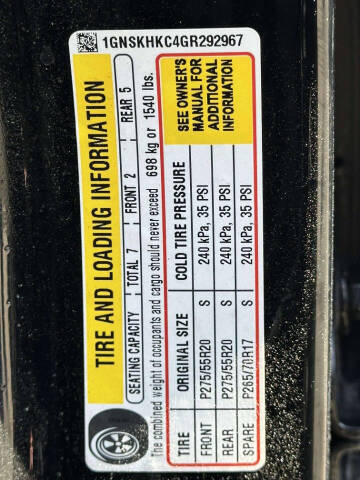 1GNSKHKC4GR292967
TIRE AND LOADING INFORMATION
SEATING CAPACITY TOTAL 7 FRONT 2 REAR 5
The combined weight of occupants and cargo should never exceed 698 kg or 1540 lbs.
TIRE ORIGINAL SIZE COLD TIRE PRESSURE
FRONT P275/55R20 S 240 kPa, 35 PSI
REAR P275/55R20 S 240 kPa, 35 PSI
SPARE P265/70R17 S 240 kPa, 35 PSI
SEE OWNER'S
MANUAL FOR
ADDITIONAL
INFORMATION